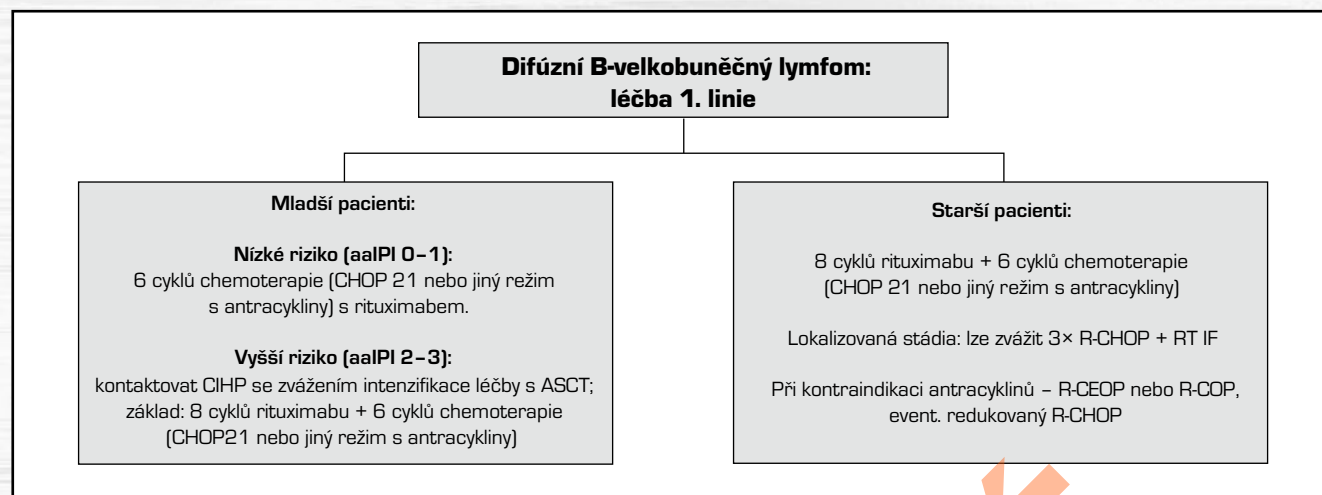 Difúzní B-velkobuněčný lymfom:
léčba 1. linie
Mladší pacienti:
Nízké riziko (aaIPI 0–1):
6 cyklů chemoterapie (CHOP 21 nebo jiný režim
s antracykliny) s rituximabem.
Vyšší riziko (aaIPI 2–3):
kontaktovat CIHP se zvážením intenzifikace léčby s ASCT;
základ: 8 cyklů rituximabu + 6 cyklů chemoterapie
(CHOP21 nebo jiný režim s antracykliny)
Starší pacienti:
8 cyklů rituximabu + 6 cyklů chemoterapie
(CHOP 21 nebo jiný režim s antracykliny)
Lokalizovaná stádia: lze zvážit 3× R-CHOP + RT IF
Při kontraindikaci antracyklinů – R-CEOP nebo R-COP,
event. redukovaný R-CHOP